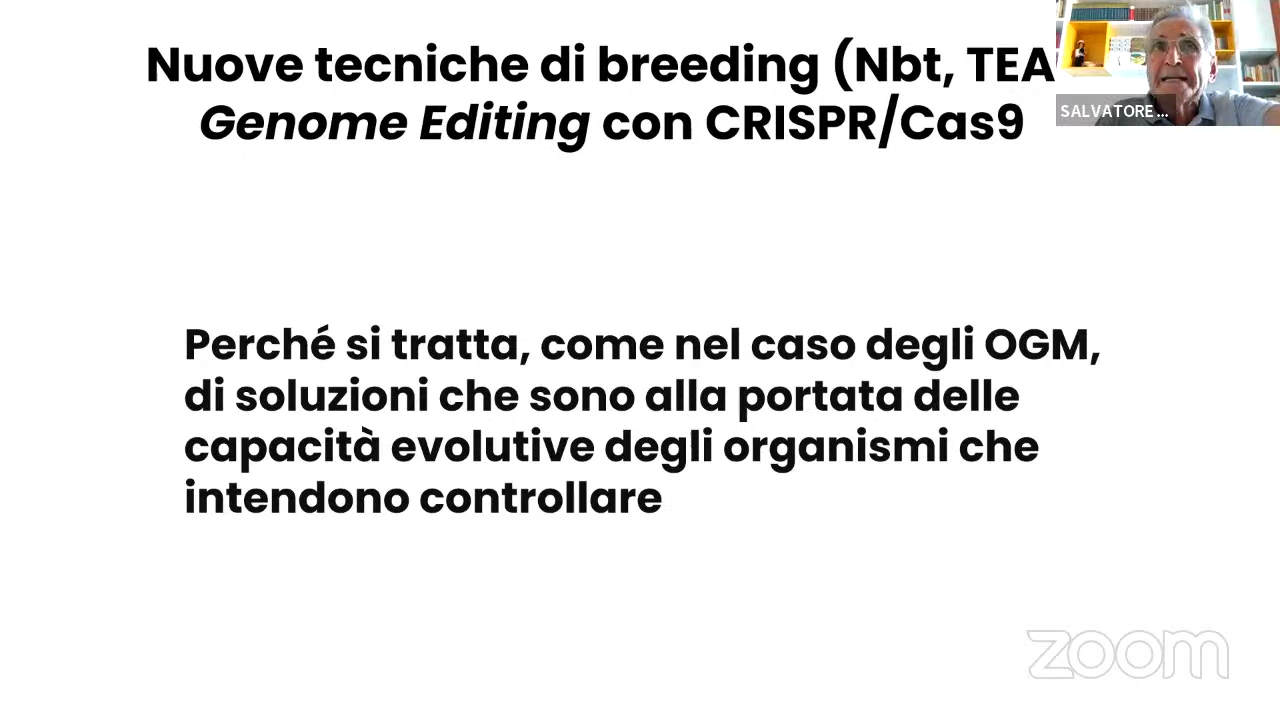 Nuove tecniche di breeding (Nbt, TEA
Genome Editing con CRISPR/Cas9
SALVATORE ...
Perché si tratta, come nel caso degli OGM,
di soluzioni che sono alla portata delle
capacità evolutive degli organismi che
intendono controllare
zoom